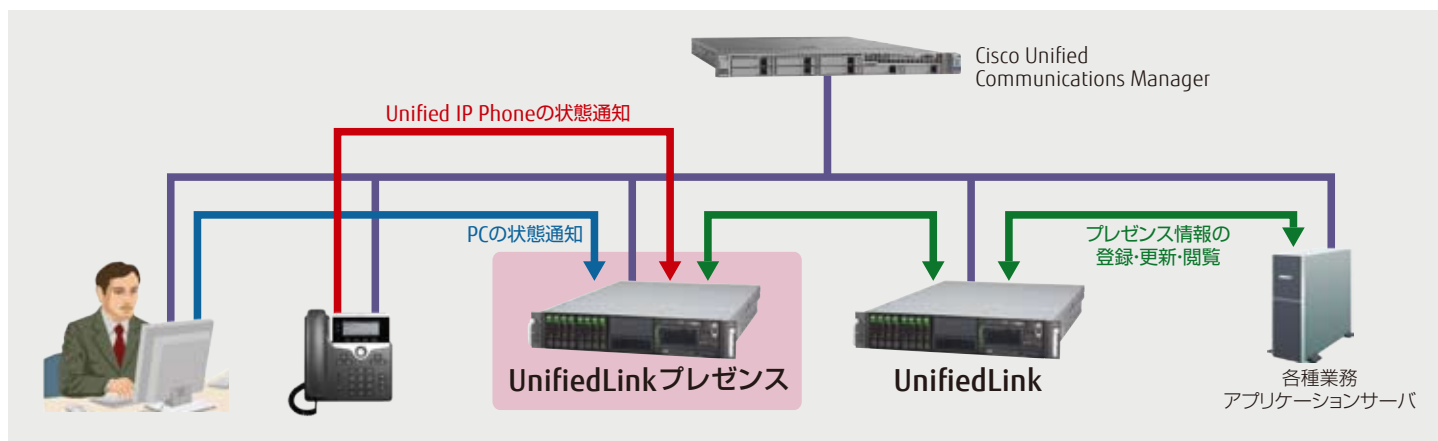 Cisco Unified
Communications Manager
Unified IP Phoneの状態通知
PCの状態通知
プレゼンス情報の
登録・更新・閲覧
UnifiedLinkプレゼンス
UnifiedLink
各種業務
アプリケーションサーバ